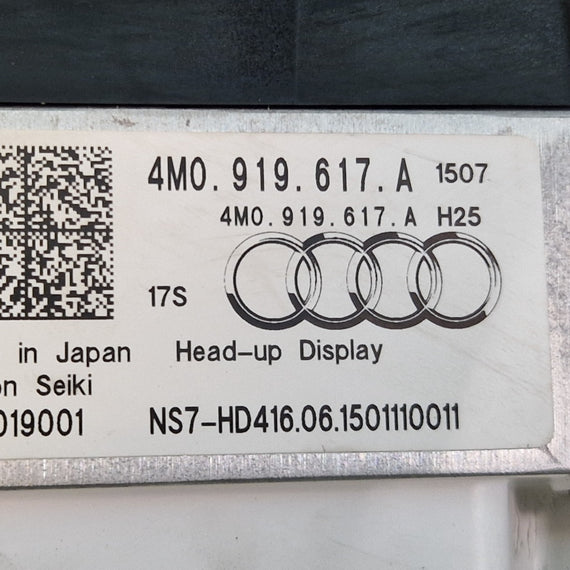 4M0.919.617.A 1507
4M0.919.617.A H25
17S
in Japan Head-up Display
Seiki
019001 NS7-HD416.06.1501110011